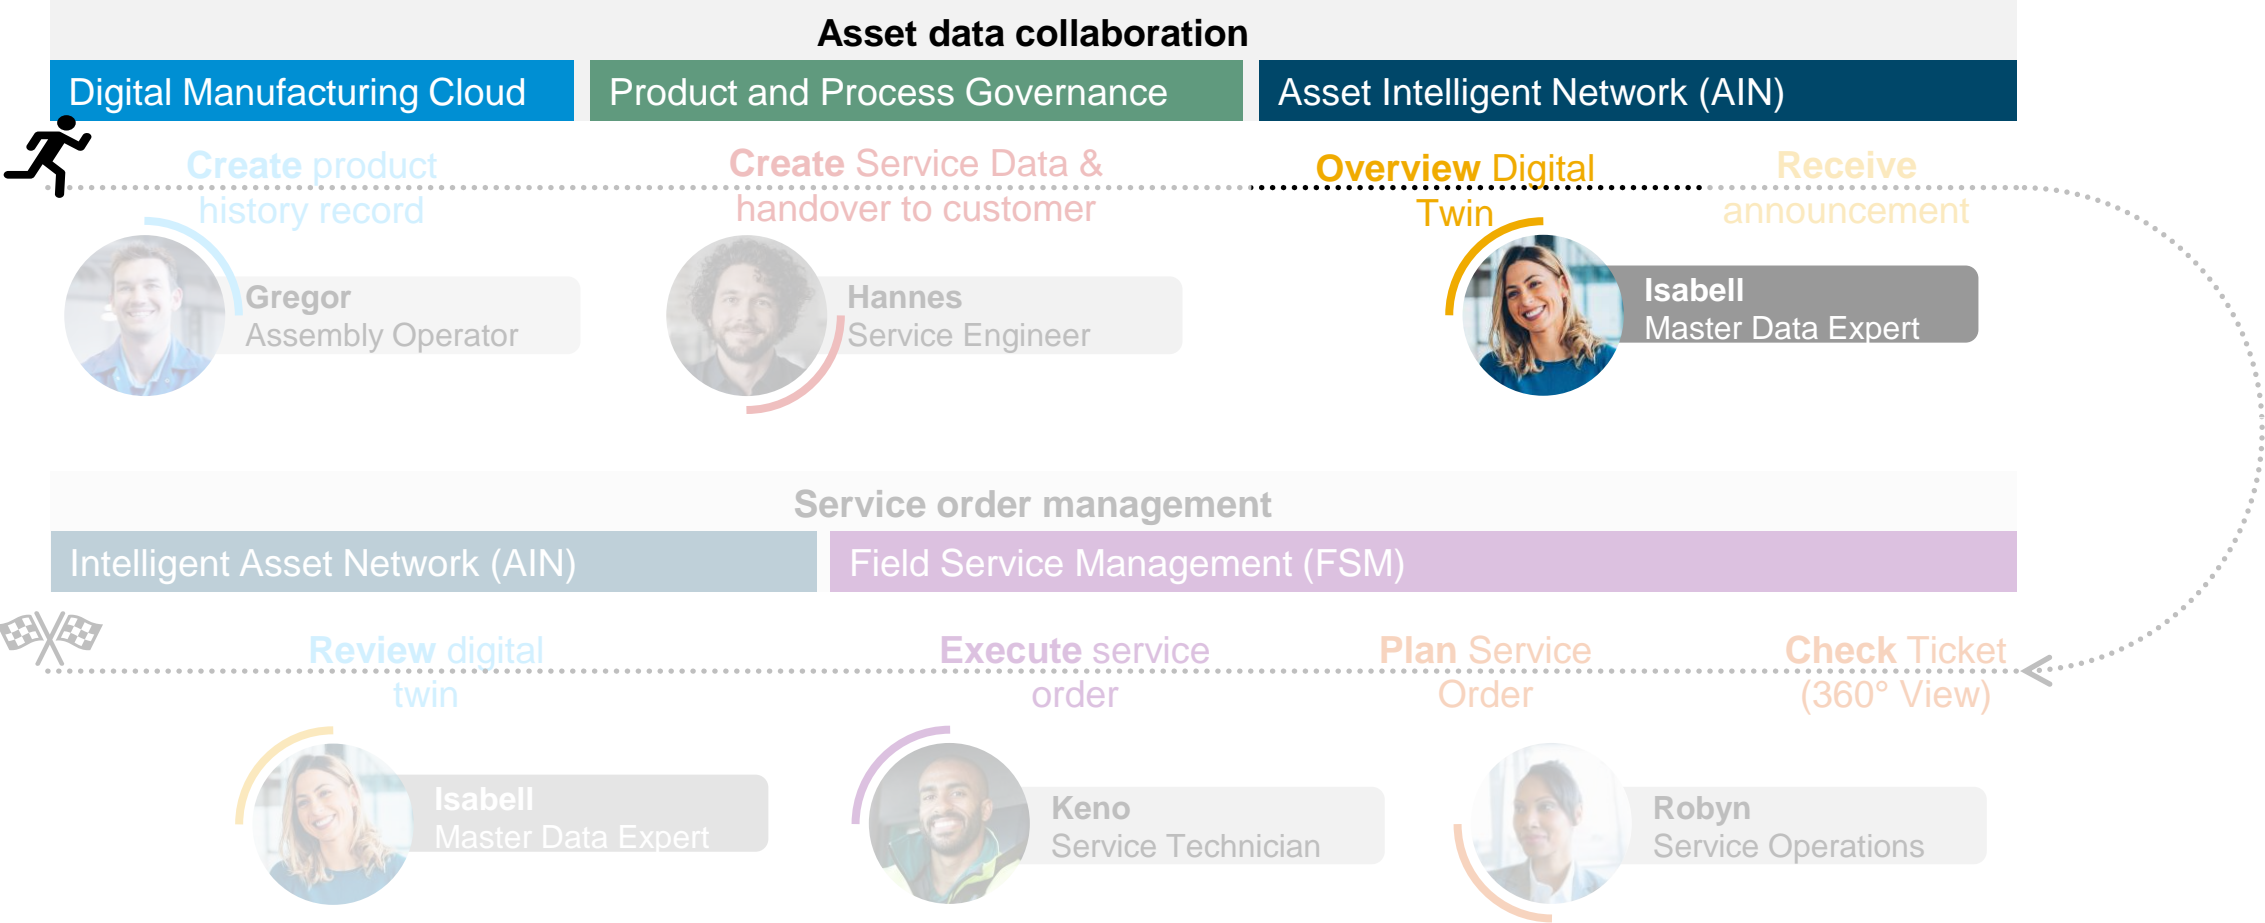 Asset data collaboration
Digital Manufacturing Cloud
Product and Process Governance
Asset Intelligent Network (AIN)
Create product
history record
Create Service Data &
handover to customer
Overview Digital
Twin
Receive
announcement
Gregor
Assembly Operator
Hannes
Service Engineer
Isabell
Master Data Expert
Service order management
Intelligent Asset Network (AIN)
Field Service Management (FSM)
Review digital
twin
Execute service
order
Plan Service
Order
Check Ticket
(360° View)
Isabell
Master Data Expert
Keno
Service Technician
Robyn
Service Operations